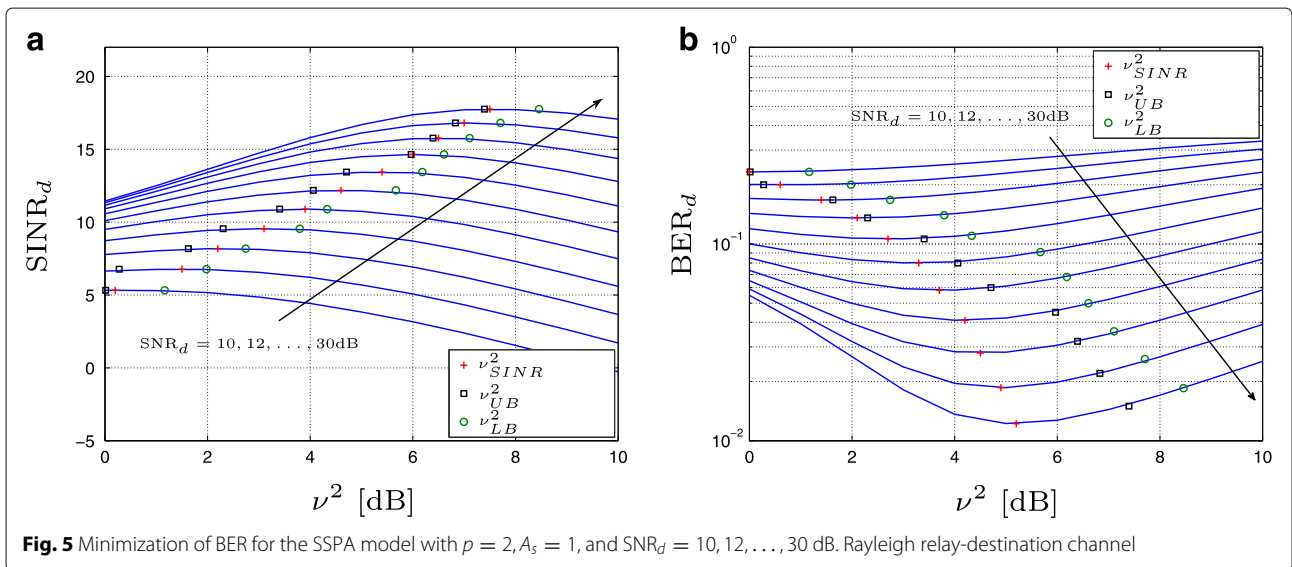 a
20
15
10
5
0
−5
SINR_d
SNR_d = 10, 12, . . . , 30dB
ν²_SINR
ν²_UB
ν²_LB
0 2 4 6 8 10
ν² [dB]
b
10⁰
10⁻¹
10⁻²
BER_d
ν²_SINR
ν²_UB
ν²_LB
SNR_d = 10, 12, . . . , 30dB
0 2 4 6 8 10
ν² [dB]
Fig. 5 Minimization of BER for the SSPA model with p = 2, A_s = 1, and SNR_d = 10, 12, . . . , 30 dB. Rayleigh relay-destination channel